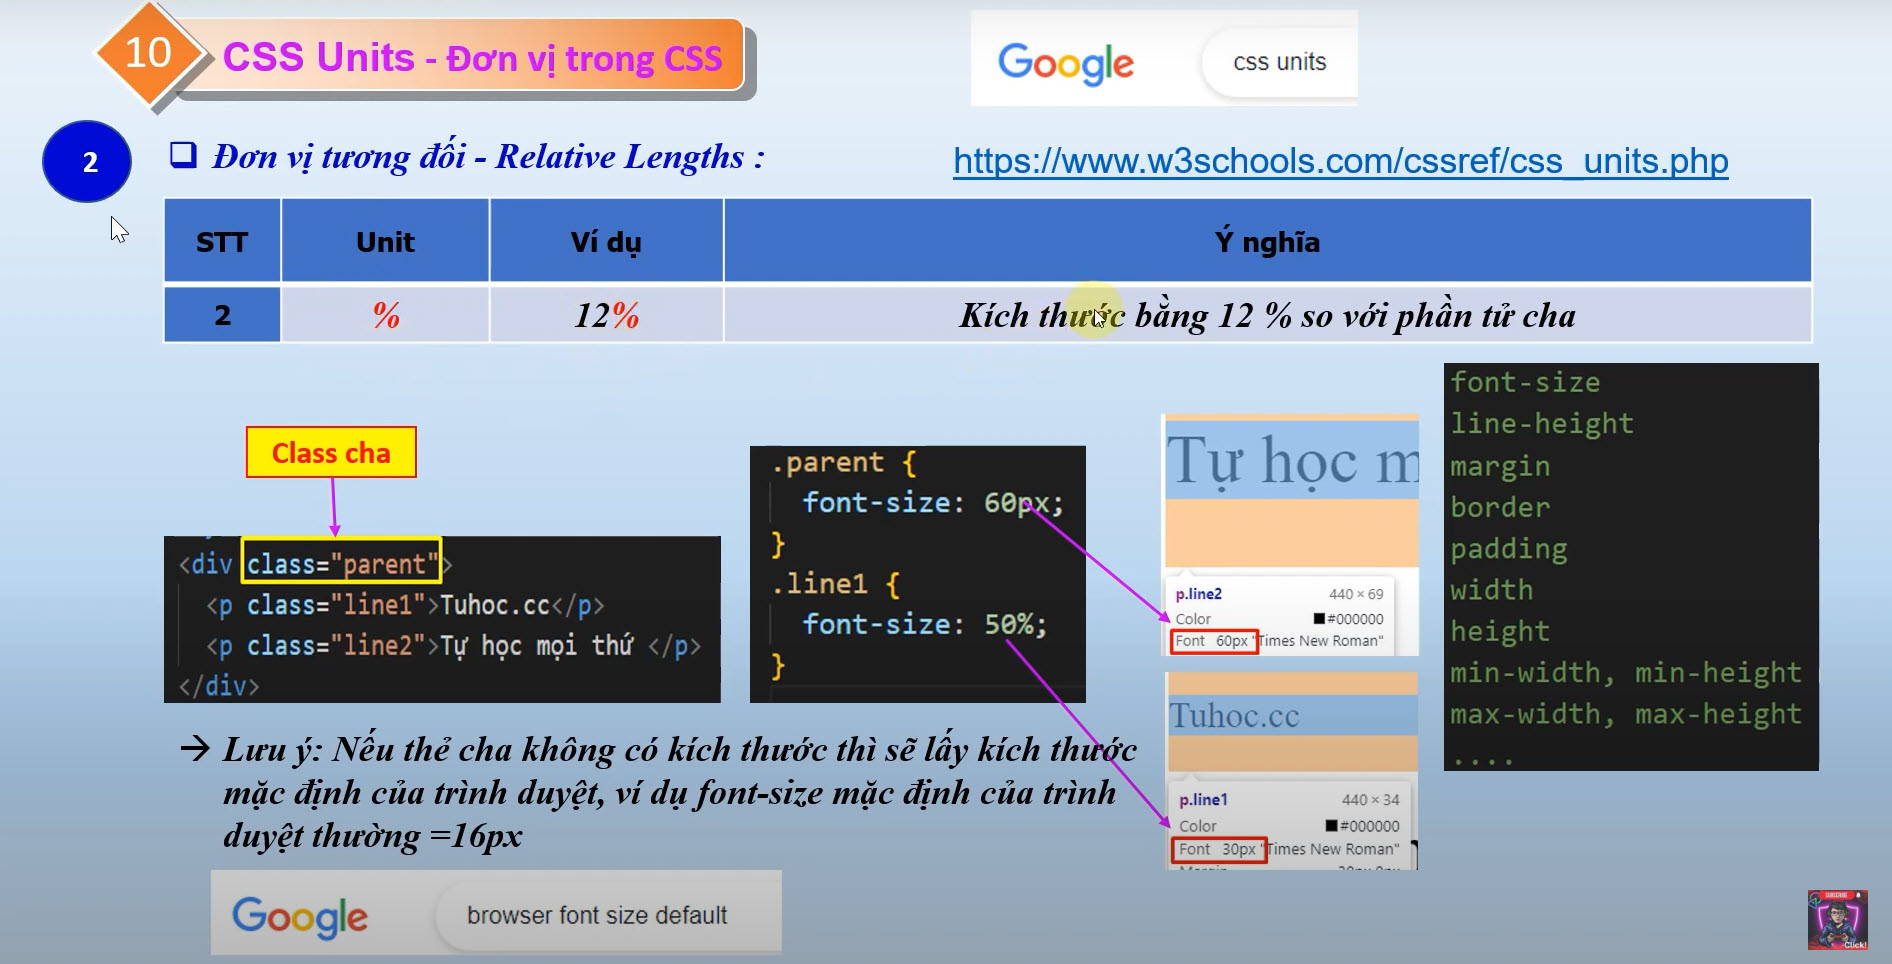 10
CSS Units - Đơn vị trong CSS
Google
css units
2
❑ Đơn vị tương đối - Relative Lengths :
https://www.w3schools.com/cssref/css_units.php
STT Unit Ví dụ Ý nghĩa
2 % 12% Kích thước bằng 12 % so với phần tử cha
Class cha
<div class="parent">
<p class="line1">Tuhoc.cc</p>
<p class="line2">Tự học mọi thứ </p>
</div>
.parent {
font-size: 60px;
}
.line1 {
font-size: 50%;
}
Tự học m
p.line2 440 × 69
Color #000000
Font 60px "Times New Roman"
Tuhoc.cc
p.line1 440 × 34
Color #000000
Font 30px "Times New Roman"
font-size
line-height
margin
border
padding
width
height
min-width, min-height
max-width, max-height
....
→ Lưu ý: Nếu thẻ cha không có kích thước thì sẽ lấy kích thước
mặc định của trình duyệt, ví dụ font-size mặc định của trình
duyệt thường =16px
Google
browser font size default
SUBSCRIBE
Click!